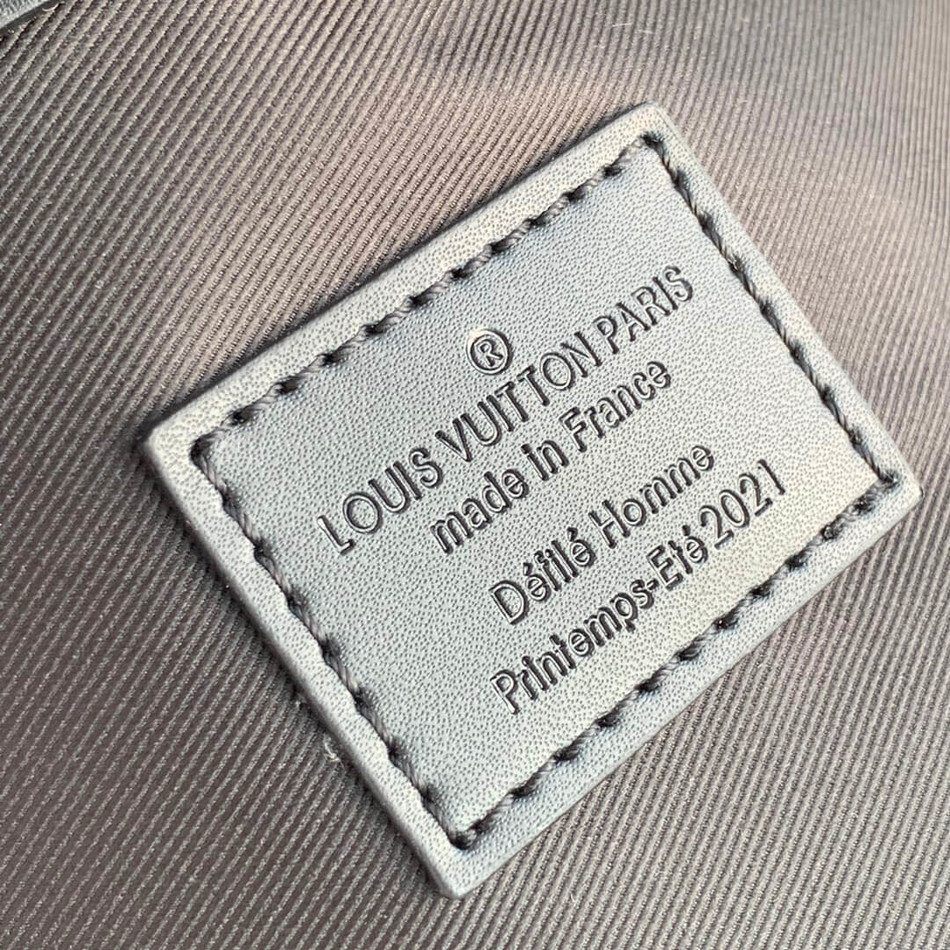 ®
LOUIS VUITTON PARIS
made in France
Défilé Homme
Printemps-Eté 2021